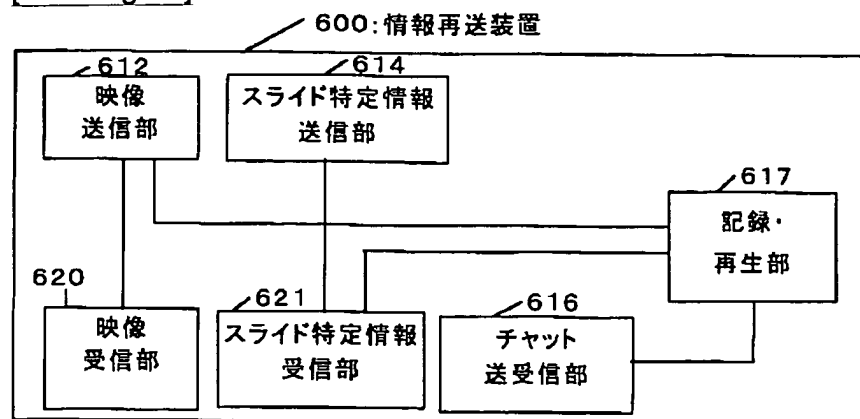 600:情報再送装置
612
映像
送信部
614
スライド特定情報
送信部
617
記録・
再生部
620
映像
受信部
621
スライド特定情報
受信部
616
チャット
送受信部